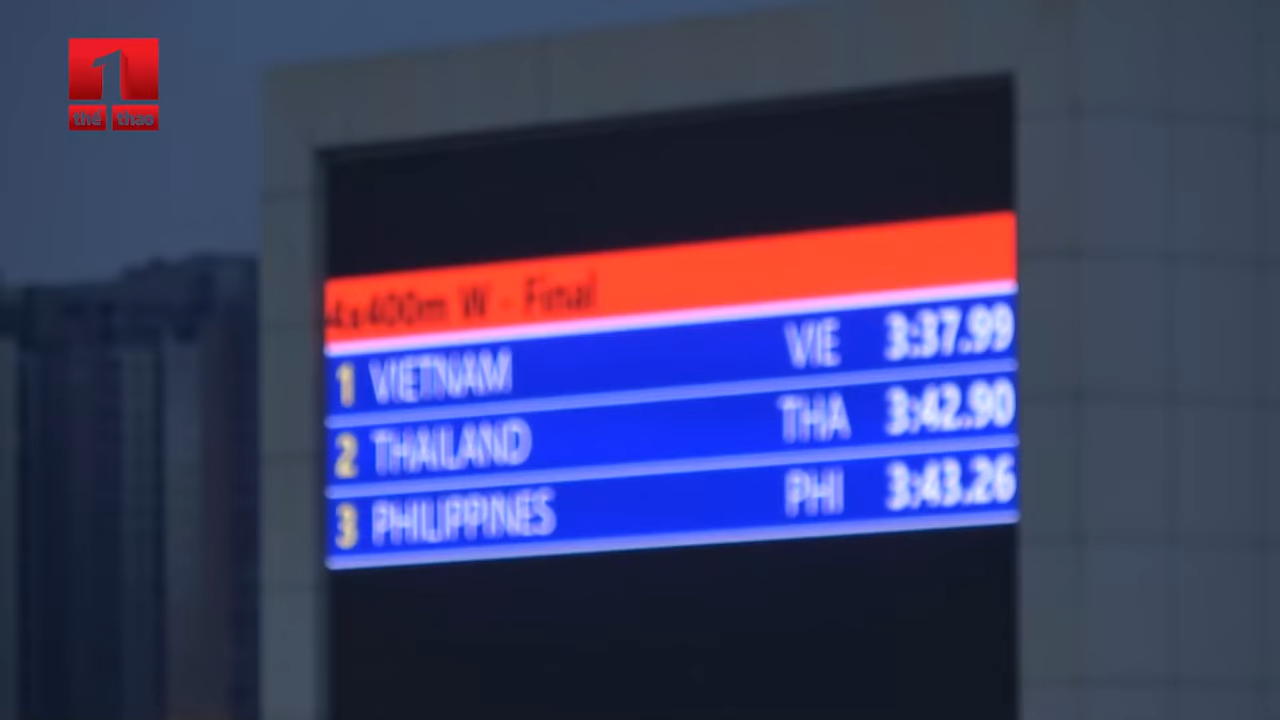 1
thể thao
4x400m W - Final
1 VIETNAM VIE 3:37.99
2 THAILAND THA 3:42.90
3 PHILIPPINES PHI 3:43.26